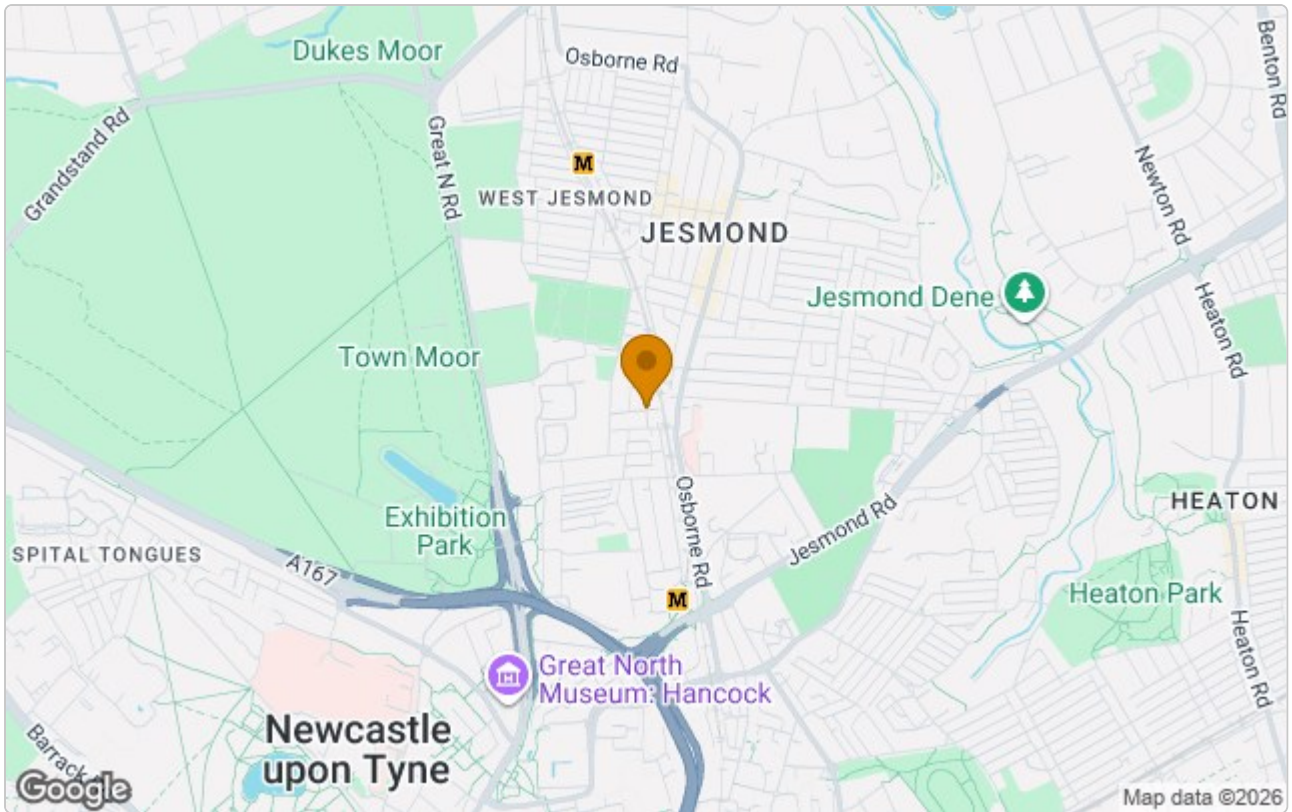 Dukes Moor
Osborne Rd
Benton Rd
Grandstand Rd
Great N Rd
M
WEST JESMOND
Newton Rd
JESMOND
Jesmond Dene
Heaton Rd
Town Moor
Exhibition
Park
Osborne Rd
Jesmond Rd
HEATON
SPITAL TONGUES
A167
M
Heaton Park
Heaton Rd
Great North
Museum: Hancock
Newcastle
upon Tyne
Barrack
Google
Map data ©2026